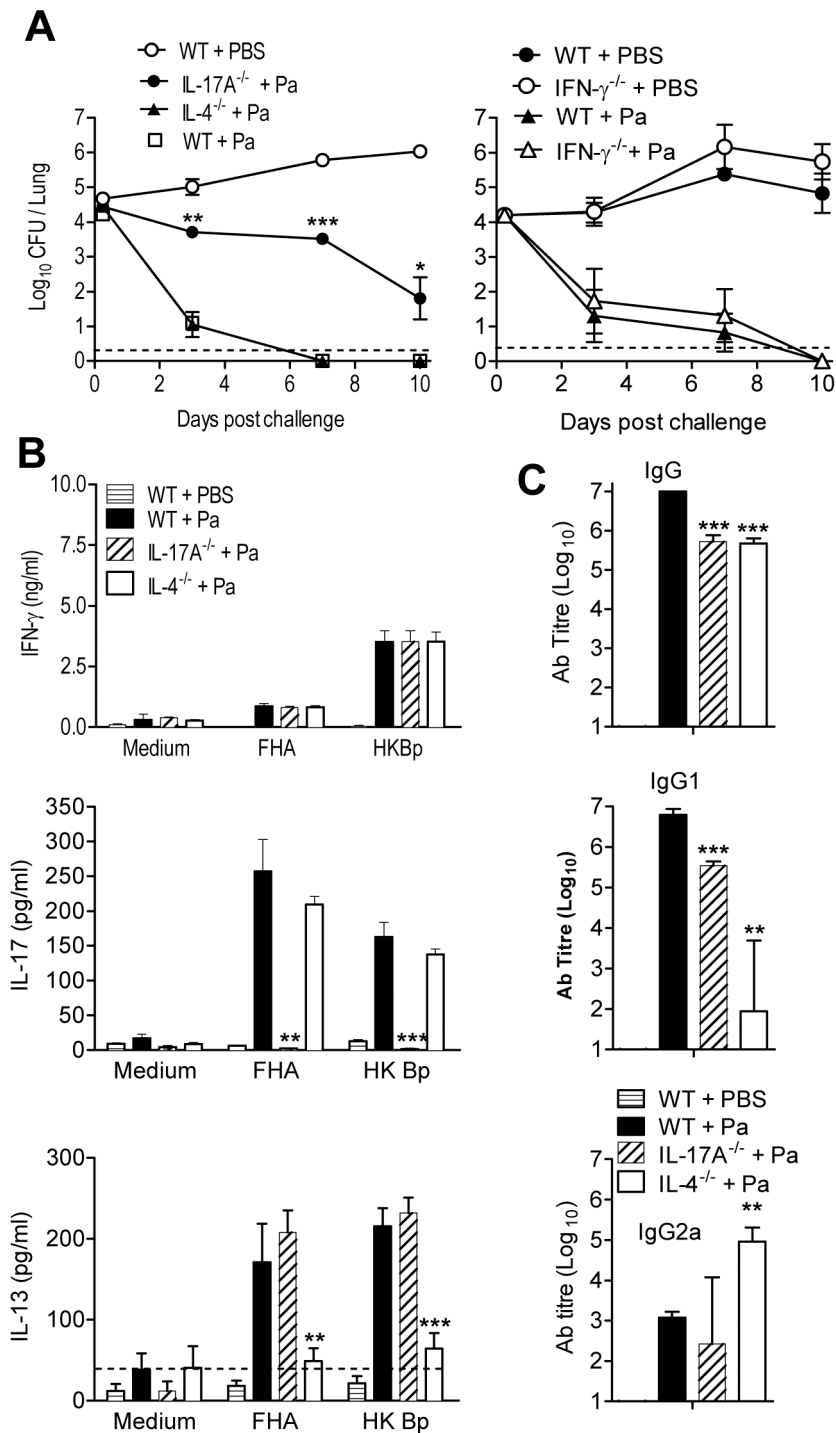 A
WT + PBS
IL-17A-/- + Pa
IL-4-/- + Pa
WT + Pa
WT + PBS
IFN-γ-/- + PBS
WT + Pa
IFN-γ-/-+ Pa
Log10 CFU / Lung
7
6
5
4
3
2
1
0
** *** *
0 2 4 6 8 10
Days post challenge
7
6
5
4
3
2
1
0
0 2 4 6 8 10
Days post challenge
B
WT + PBS
WT + Pa
IL-17A-/- + Pa
IL-4-/- + Pa
IFN-γ (ng/ml)
10.0
7.5
5.0
2.5
0.0
Medium FHA HKBp
IL-17 (pg/ml)
350
300
250
200
150
100
50
0
** ***
Medium FHA HK Bp
IL-13 (pg/ml)
300
200
100
0
** ***
Medium FHA HK Bp
C
IgG
Ab Titre (Log10)
7
6
5
4
3
2
1
*** ***
IgG1
Ab Titre (Log10)
7
6
5
4
3
2
1
*** **
WT + PBS
WT + Pa
IL-17A-/- + Pa
IL-4-/- + Pa
IgG2a
Ab titre (Log10)
7
6
5
4
3
2
1
**